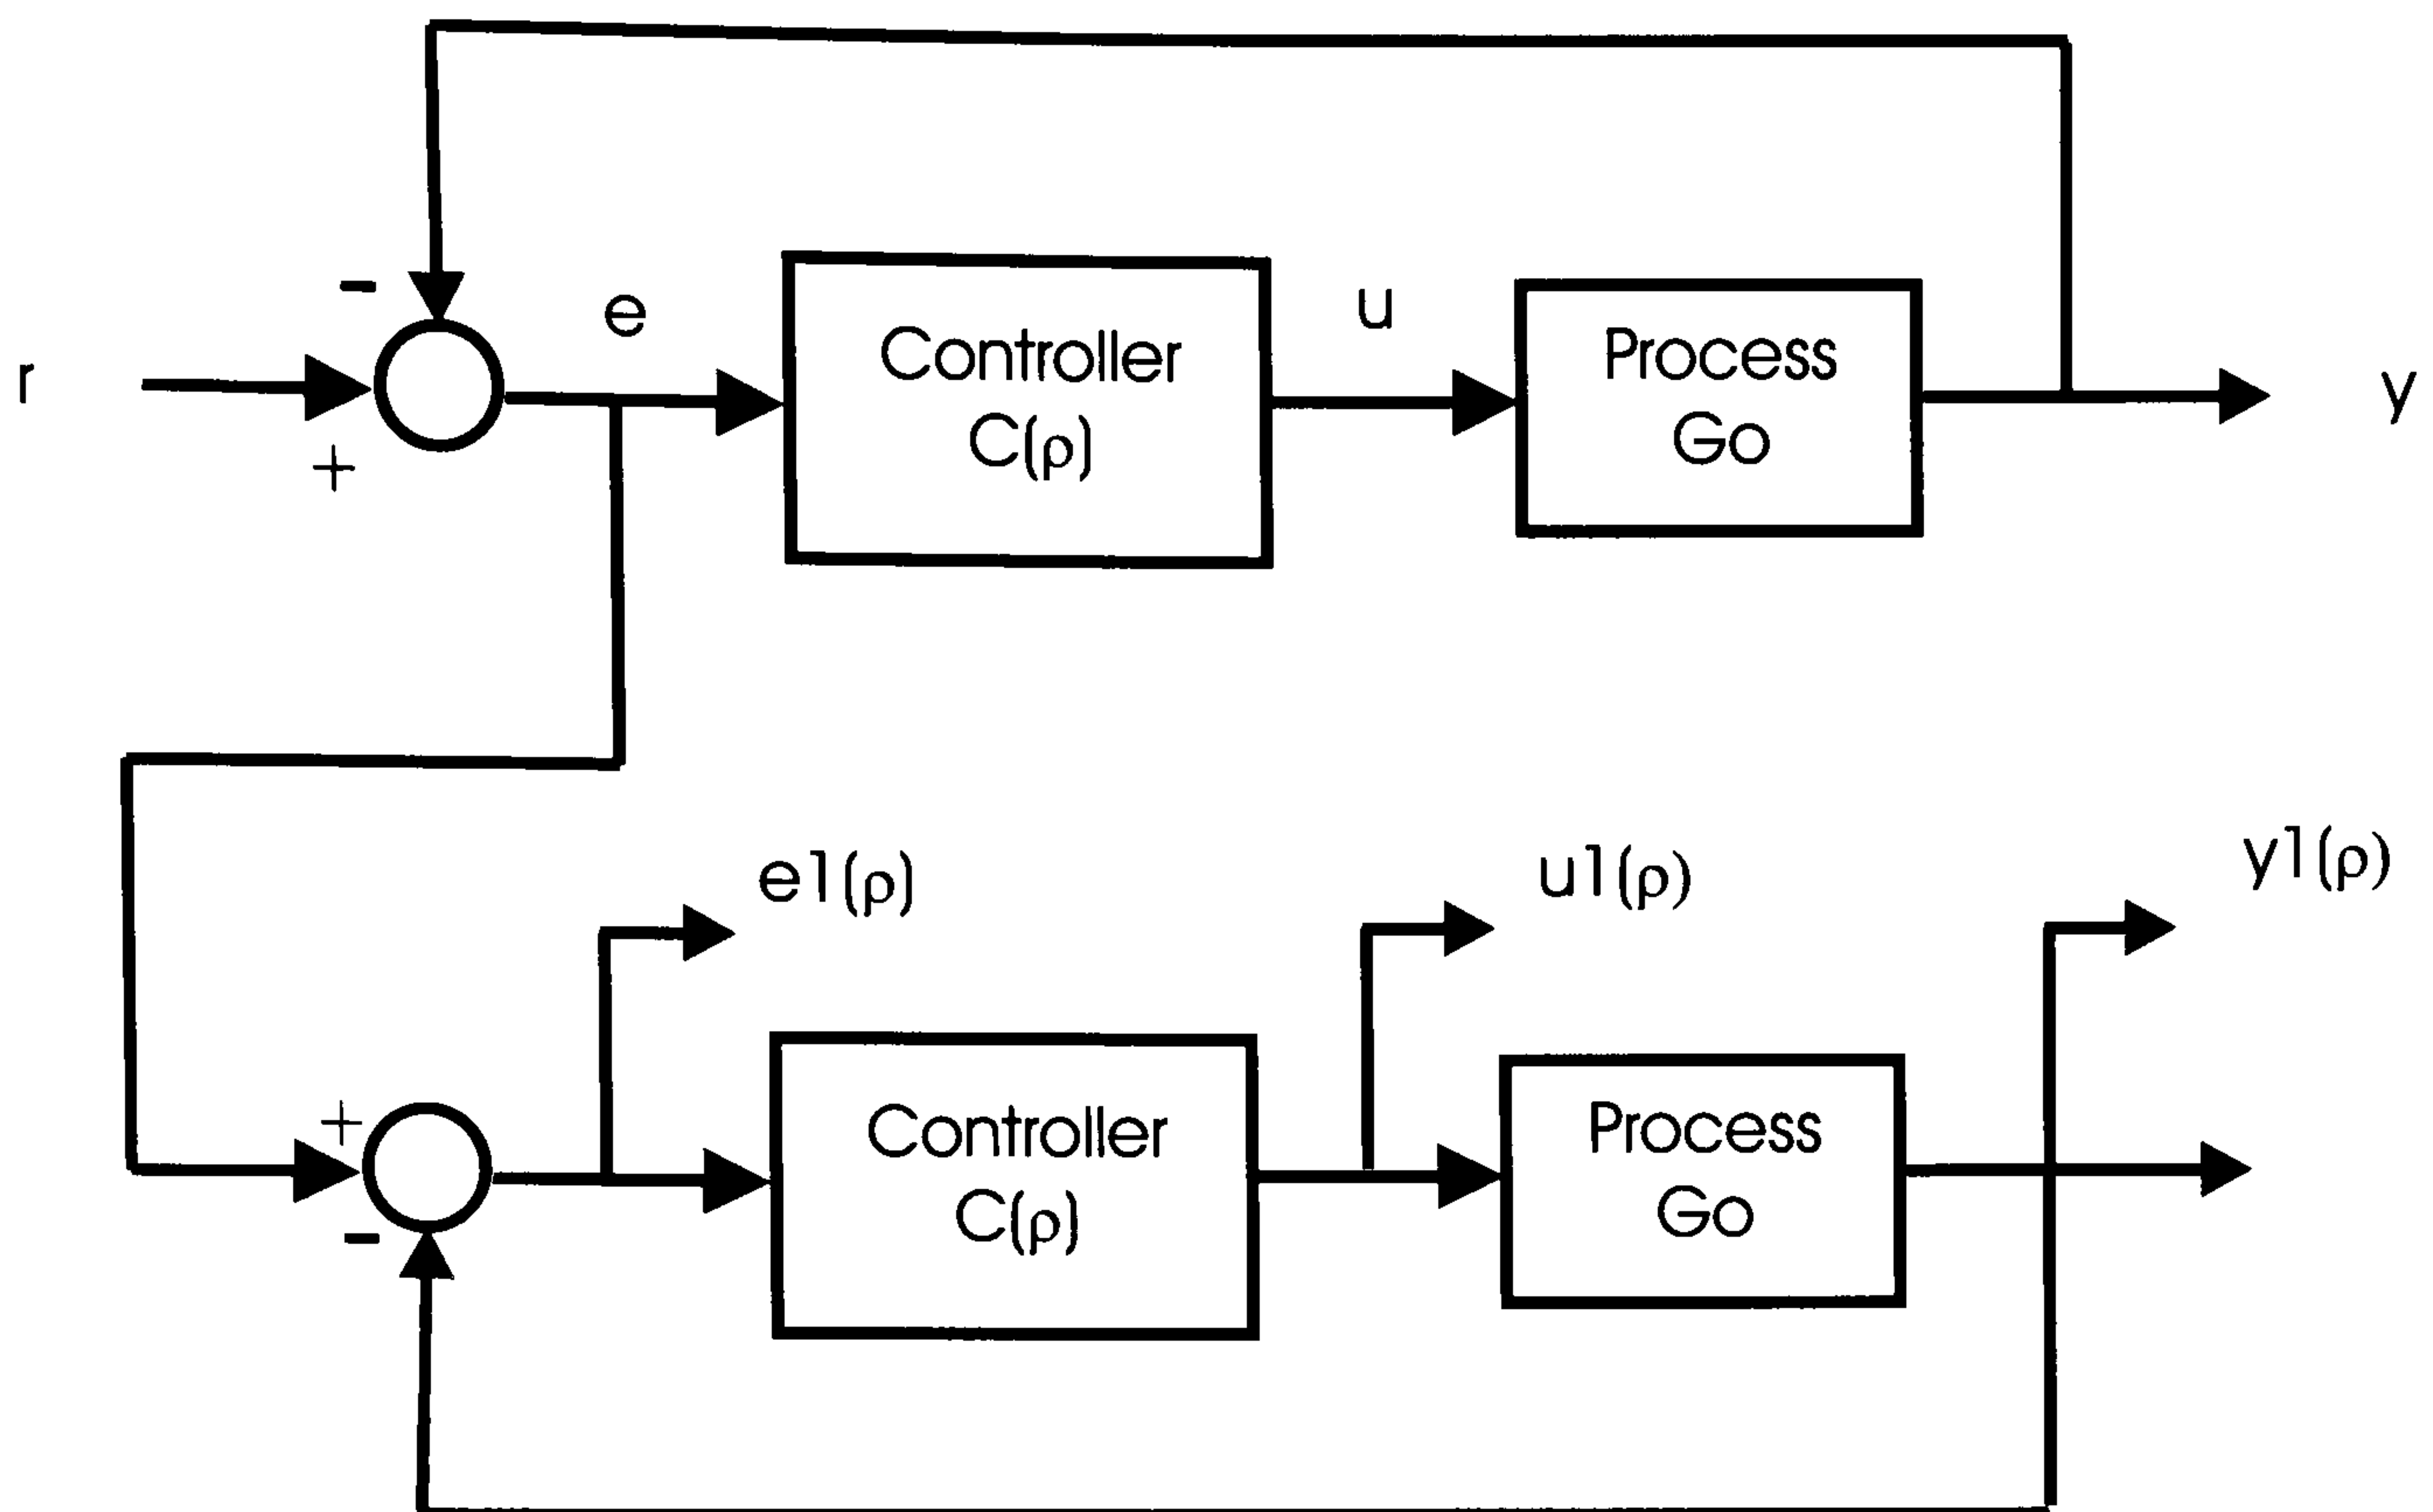 -
e
u
Controller
C(ρ)
Process
Go
r
y
+
e1(ρ)
u1(ρ)
y1(ρ)
+
Controller
C(ρ)
Process
Go
-